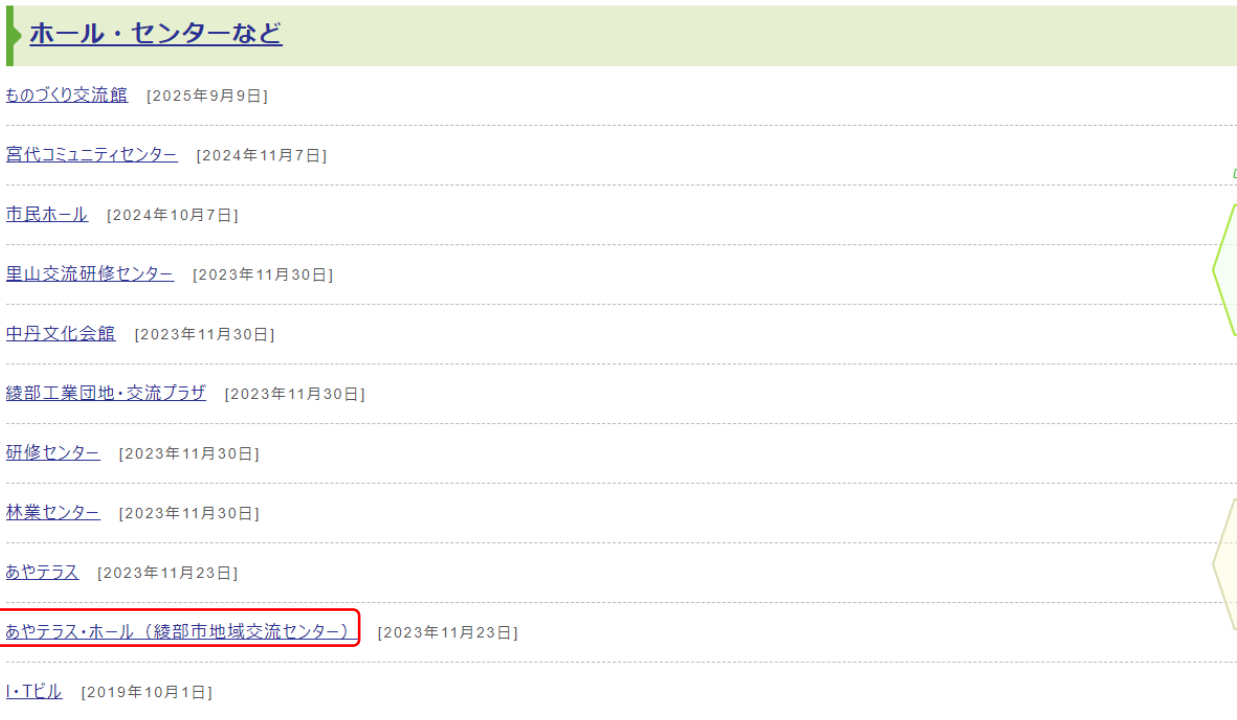 ホール・センターなど
ものづくり交流館 [2025年9月9日]
宮代コミュニティセンター [2024年11月7日]
市民ホール [2024年10月7日]
里山交流研修センター [2023年11月30日]
中丹文化会館 [2023年11月30日]
綾部工業団地・交流プラザ [2023年11月30日]
研修センター [2023年11月30日]
林業センター [2023年11月30日]
あやテラス [2023年11月23日]
あやテラス・ホール（綾部市地域交流センター） [2023年11月23日]
I・Tビル [2019年10月1日]